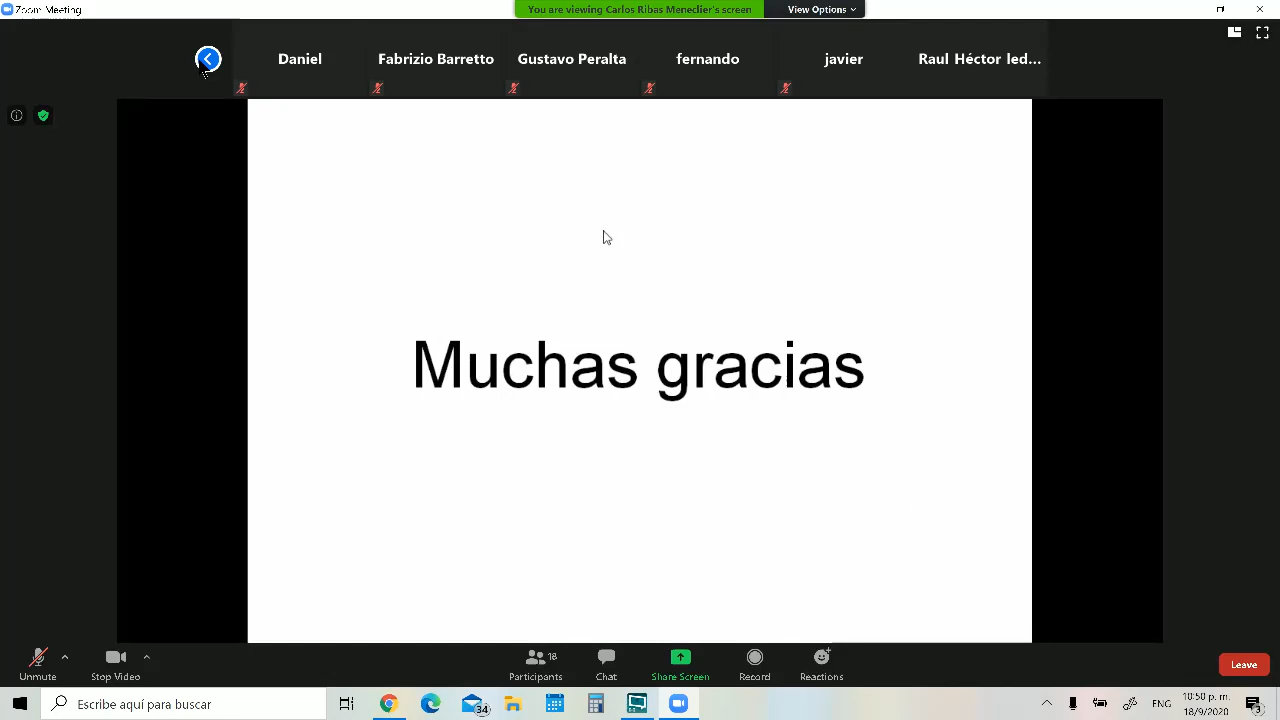 Zoom Meeting
You are viewing Carlos Ribas Meneclier's screen
View Options
Daniel
Fabrizio Barretto
Gustavo Peralta
fernando
javier
Raul Héctor led...
Muchas gracias
Unmute
Stop Video
18
Participants
Chat
Share Screen
Record
Reactions
Leave
Escribe aquí para buscar
34
ENG
10:50 p. m.
18/9/2020
3